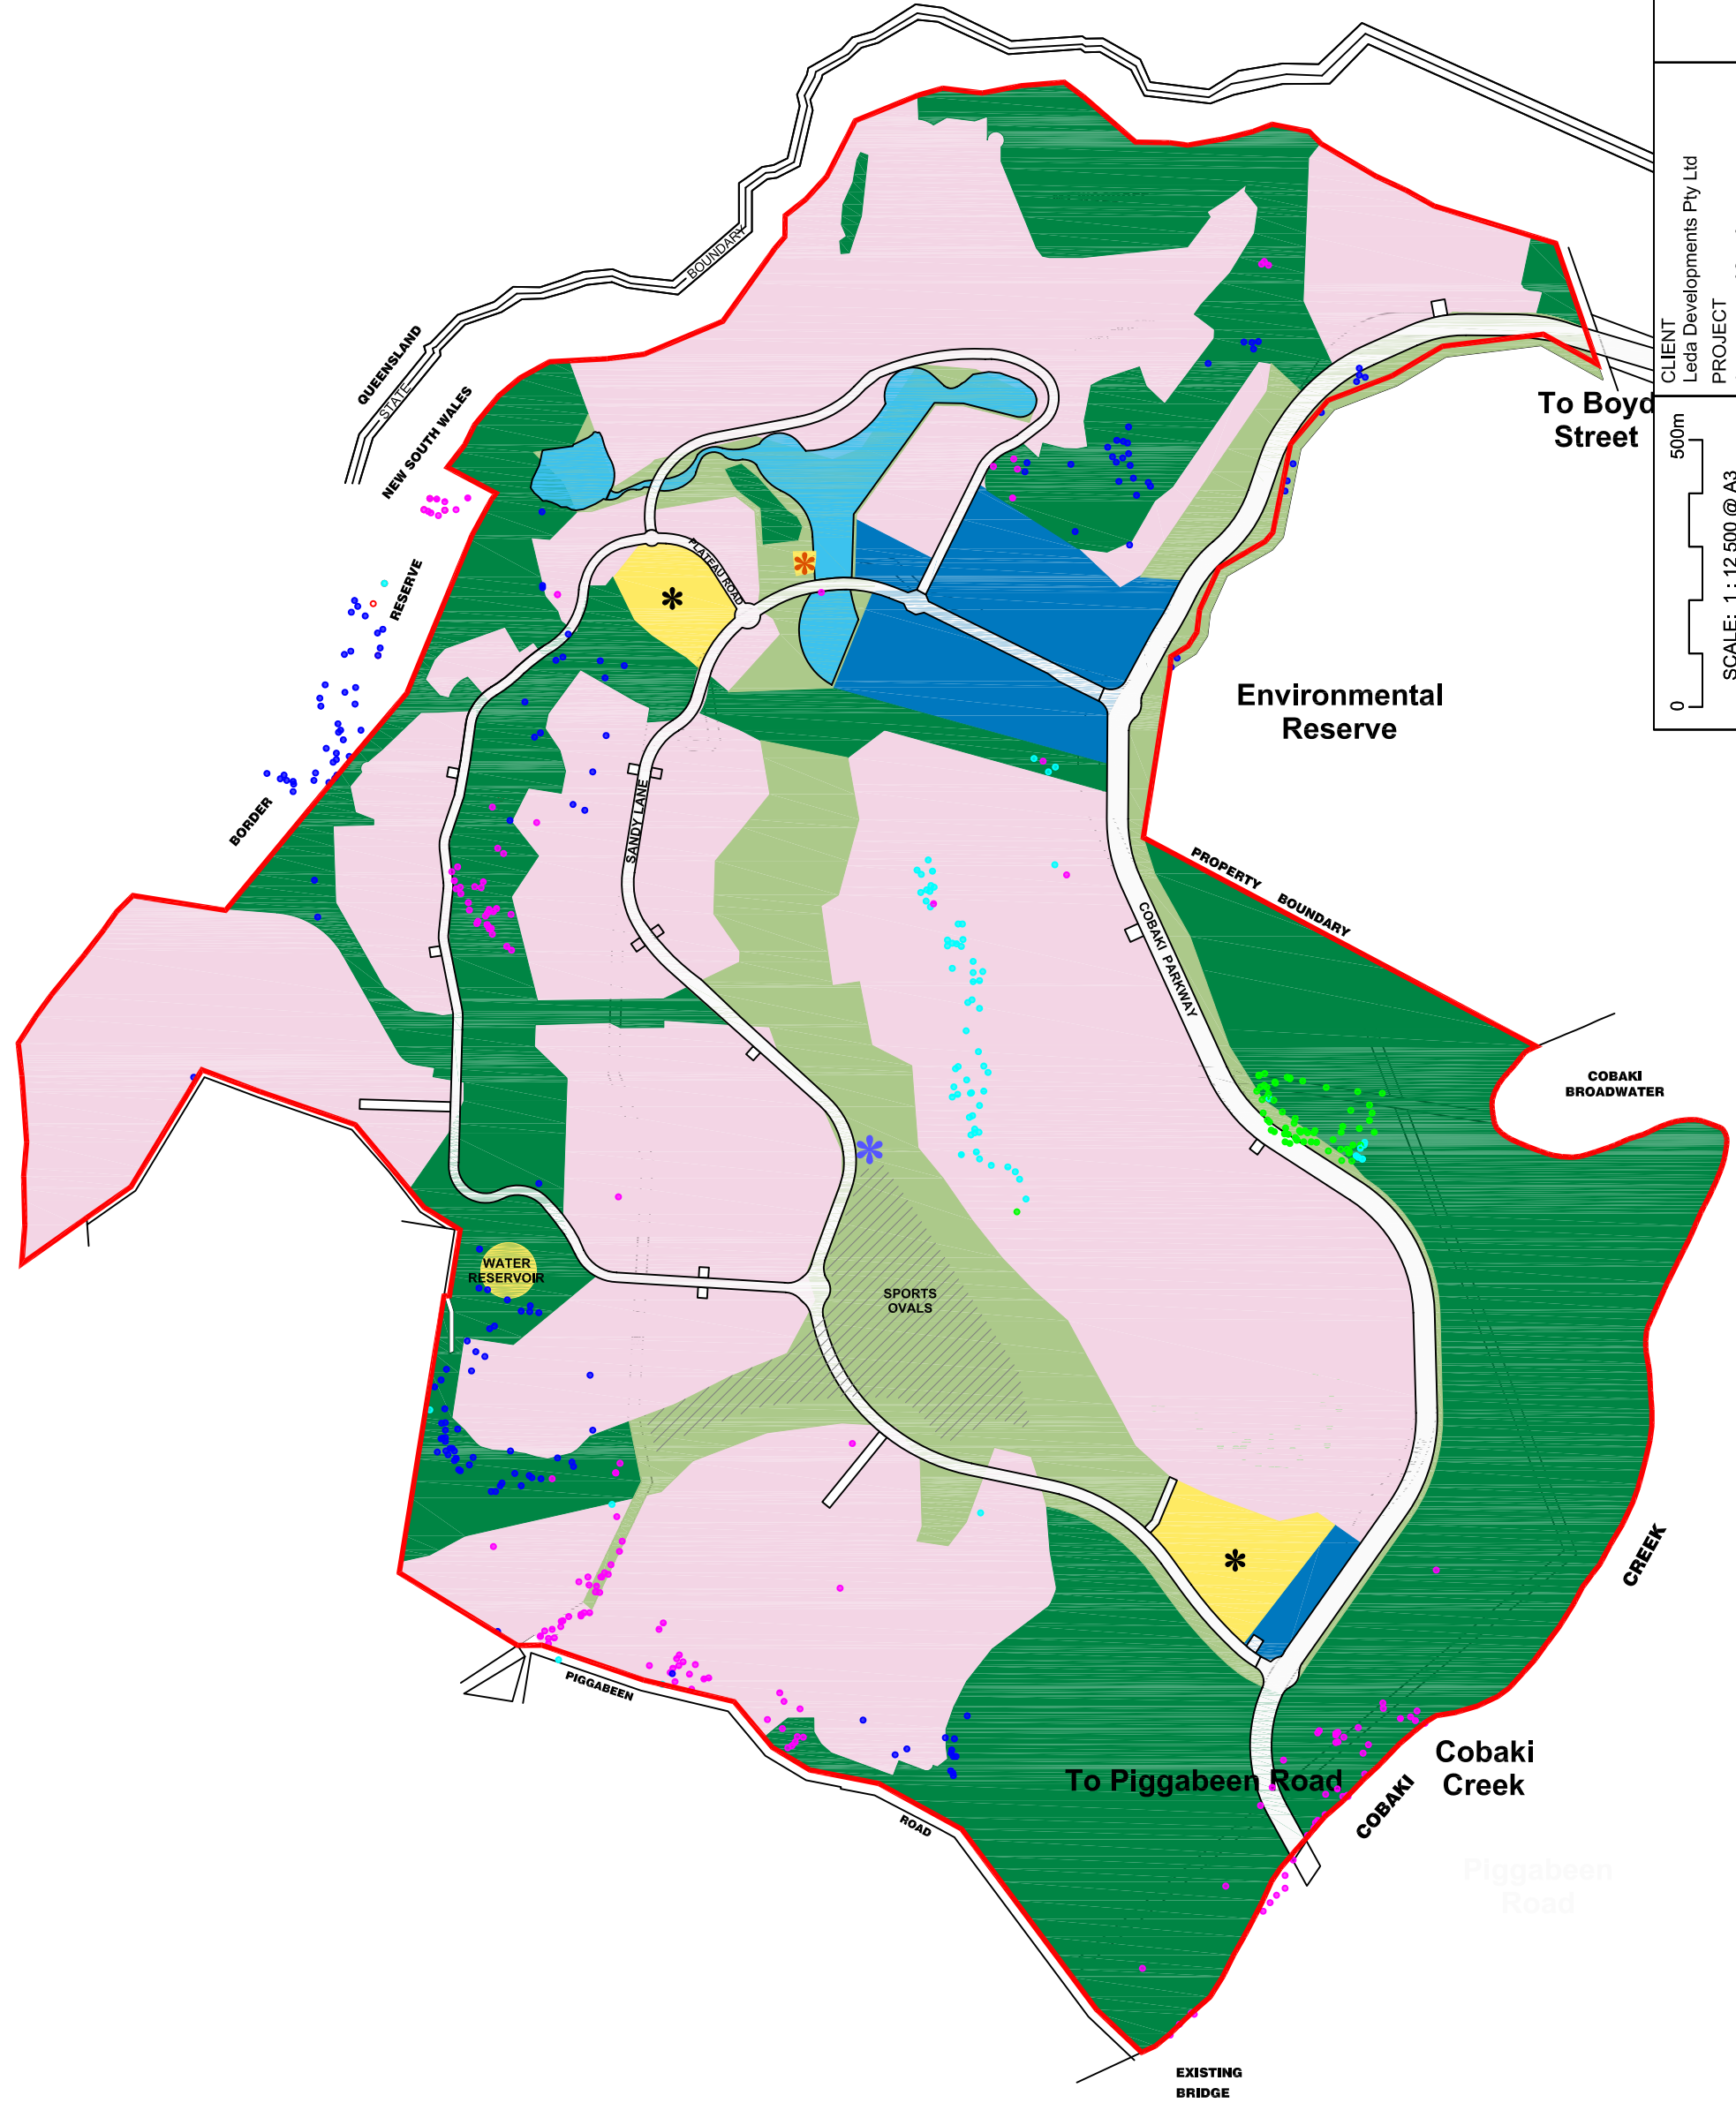 CLIENT
Leda Developments Pty Ltd
PROJECT
500m
0
SCALE: 1 : 12 500 @ A3
QUEENSLAND
STATE
BOUNDARY
NEW SOUTH WALES
To Boyd
Street
PLATEAU ROAD
RESERVE
BORDER
Environmental
Reserve
SANDY LANE
PROPERTY BOUNDARY
COBAKI PARKWAY
COBAKI
BROADWATER
WATER
RESERVOIR
SPORTS
OVALS
CREEK
PIGGABEEN
Cobaki
Creek
To Piggabeen Road
COBAKI
ROAD
Piggabeen
Road
EXISTING
BRIDGE